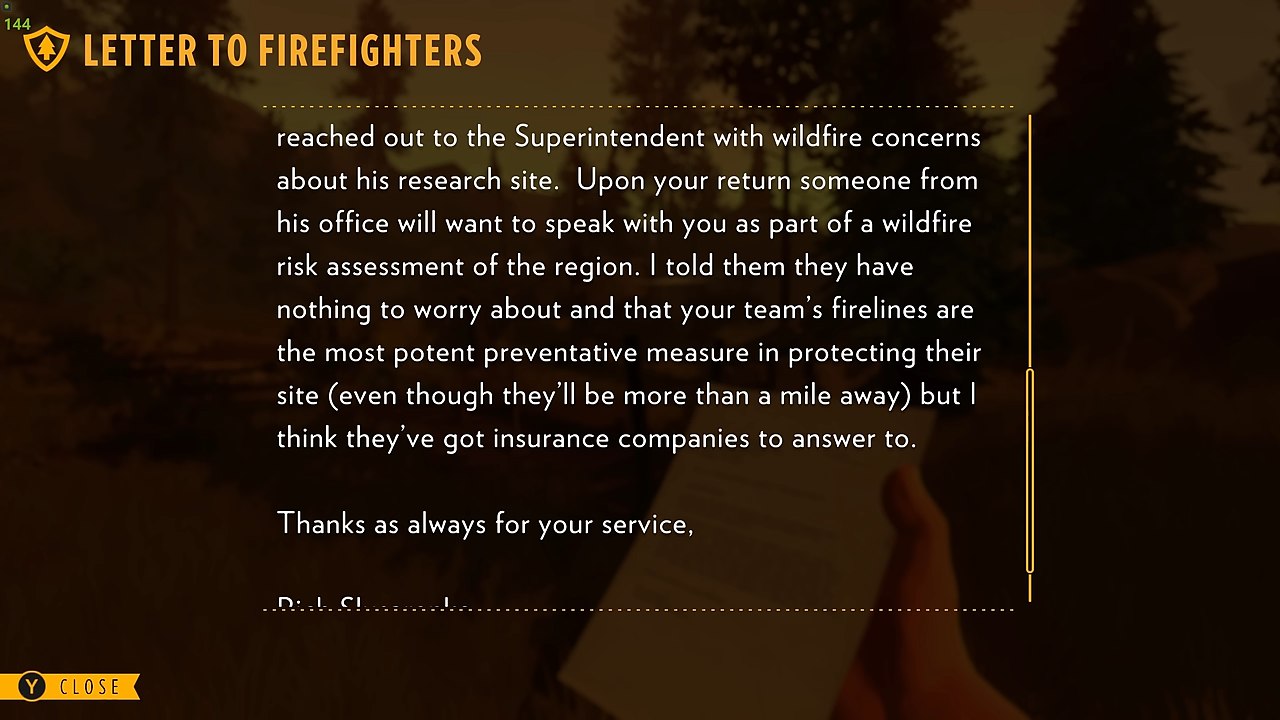 144
LETTER TO FIREFIGHTERS
reached out to the Superintendent with wildfire concerns
about his research site.  Upon your return someone from
his office will want to speak with you as part of a wildfire
risk assessment of the region. I told them they have
nothing to worry about and that your team's firelines are
the most potent preventative measure in protecting their
site (even though they'll be more than a mile away) but I
think they've got insurance companies to answer to.
Thanks as always for your service,
Y CLOSE